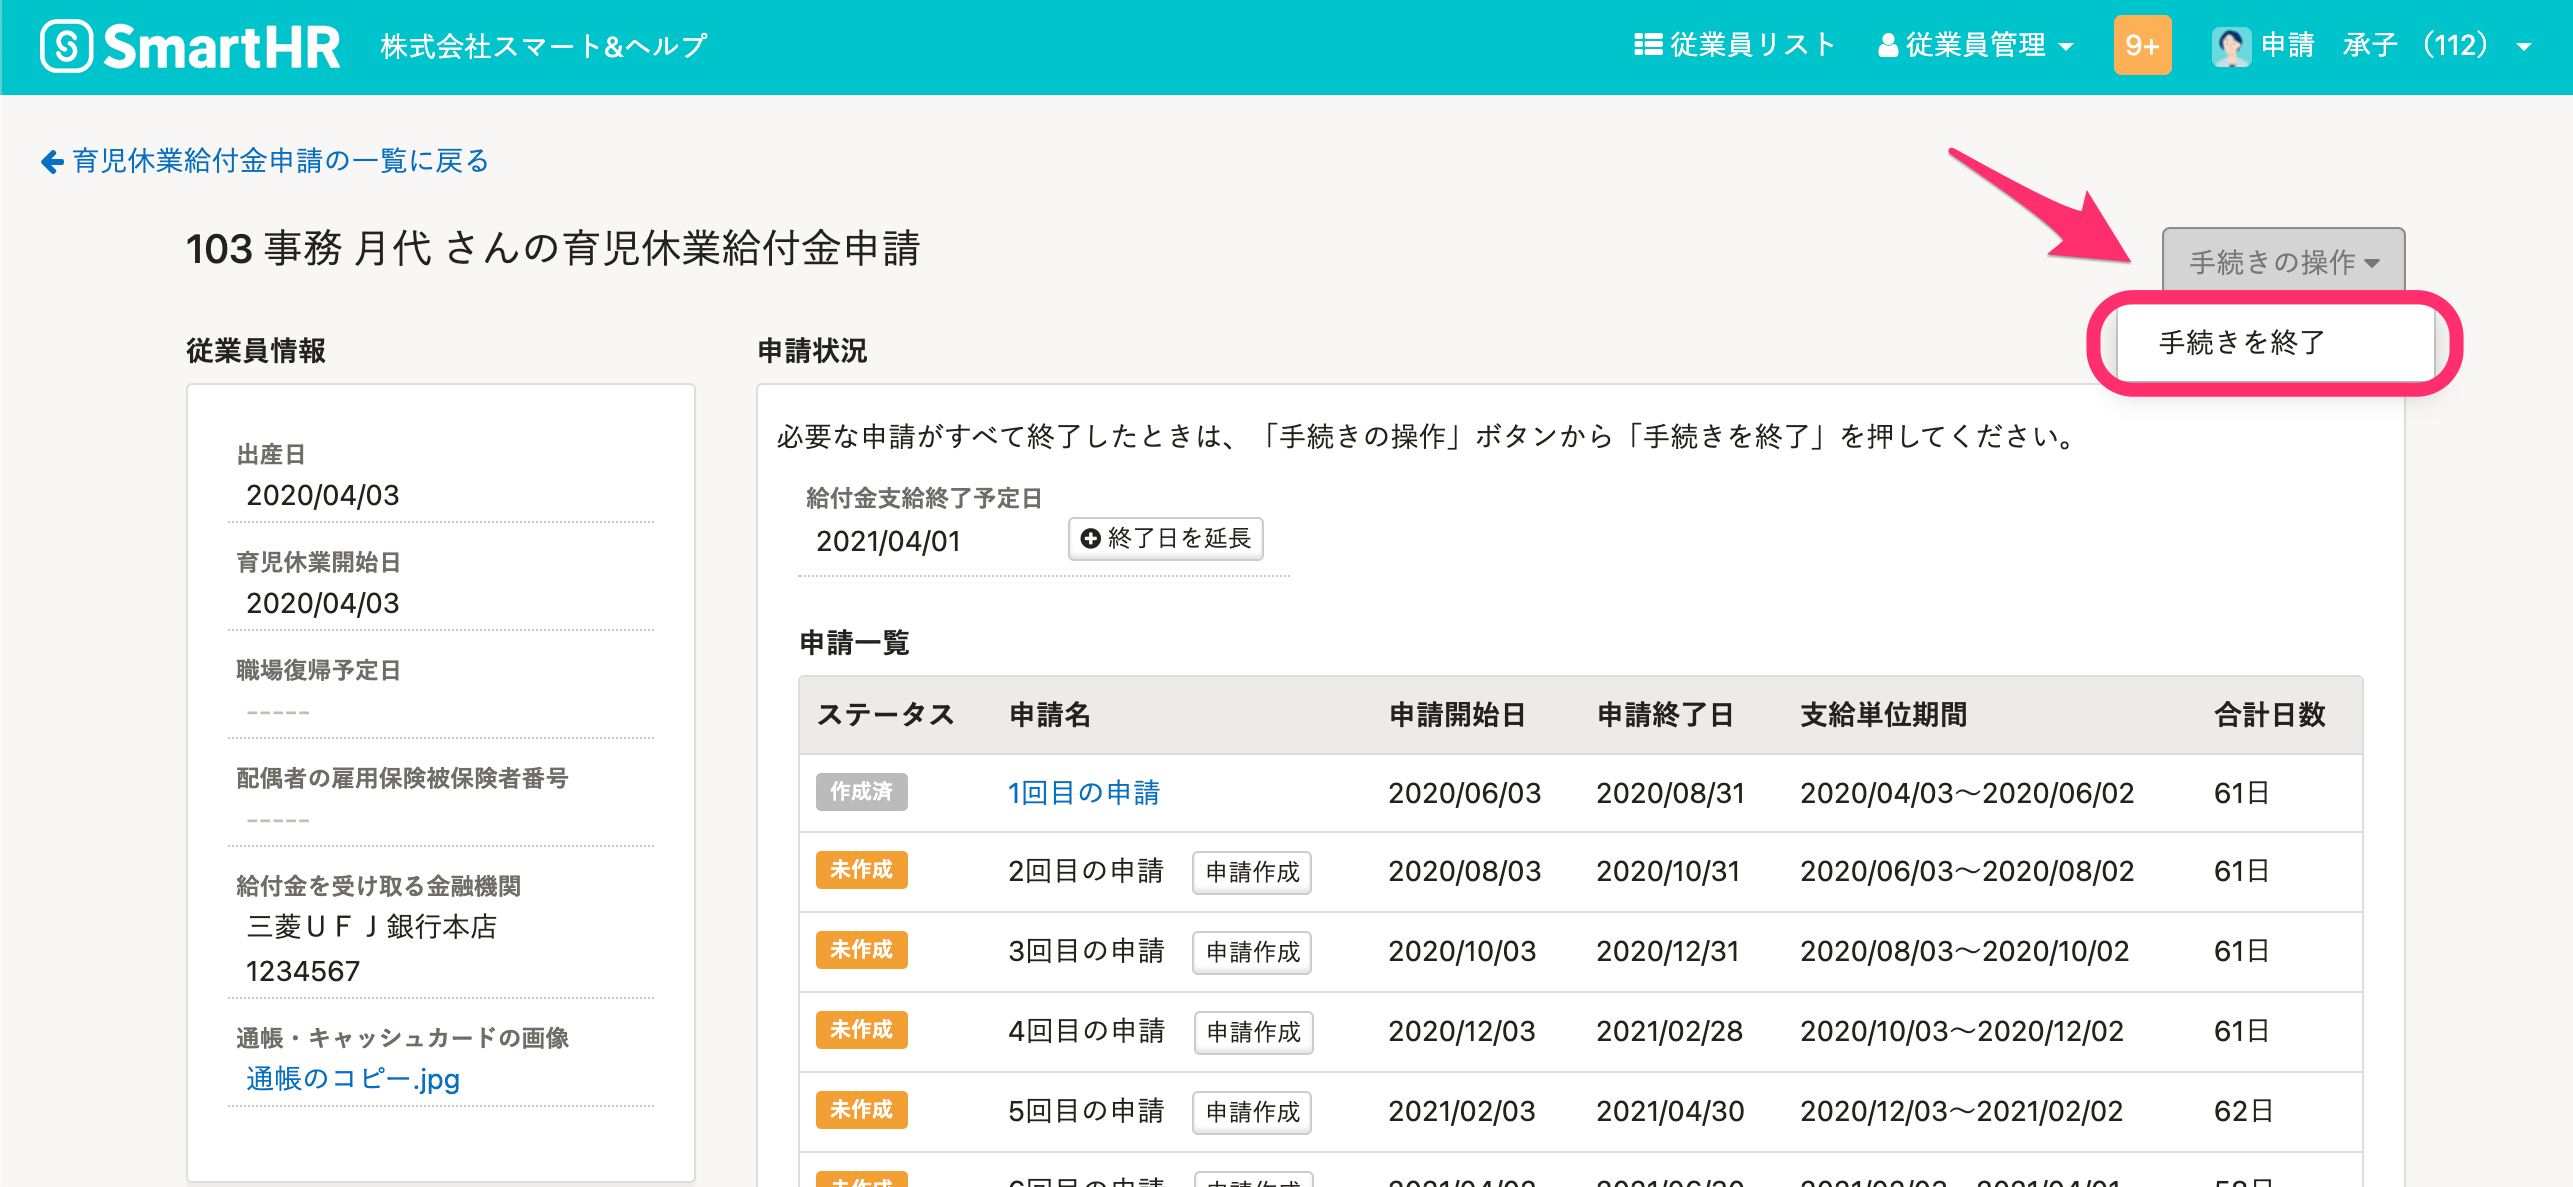 SmartHR 株式会社スマート&ヘルプ 従業員リスト 従業員管理 9+ 申請 承子 (112)
育児休業給付金申請の一覧に戻る
103 事務 月代 さんの育児休業給付金申請
手続きの操作
手続きを終了
従業員情報
出産日
2020/04/03
育児休業開始日
2020/04/03
職場復帰予定日
-----
配偶者の雇用保険被保険者番号
-----
給付金を受け取る金融機関
三菱ＵＦＪ銀行本店
1234567
通帳・キャッシュカードの画像
通帳のコピー.jpg
申請状況
必要な申請がすべて終了したときは、「手続きの操作」ボタンから「手続きを終了」を押してください。
給付金支給終了予定日
2021/04/01 終了日を延長
申請一覧
ステータス 申請名 申請開始日 申請終了日 支給単位期間 合計日数
作成済 1回目の申請 2020/06/03 2020/08/31 2020/04/03〜2020/06/02 61日
未作成 2回目の申請 申請作成 2020/08/03 2020/10/31 2020/06/03〜2020/08/02 61日
未作成 3回目の申請 申請作成 2020/10/03 2020/12/31 2020/08/03〜2020/10/02 61日
未作成 4回目の申請 申請作成 2020/12/03 2021/02/28 2020/10/03〜2020/12/02 61日
未作成 5回目の申請 申請作成 2021/02/03 2021/04/30 2020/12/03〜2021/02/02 62日